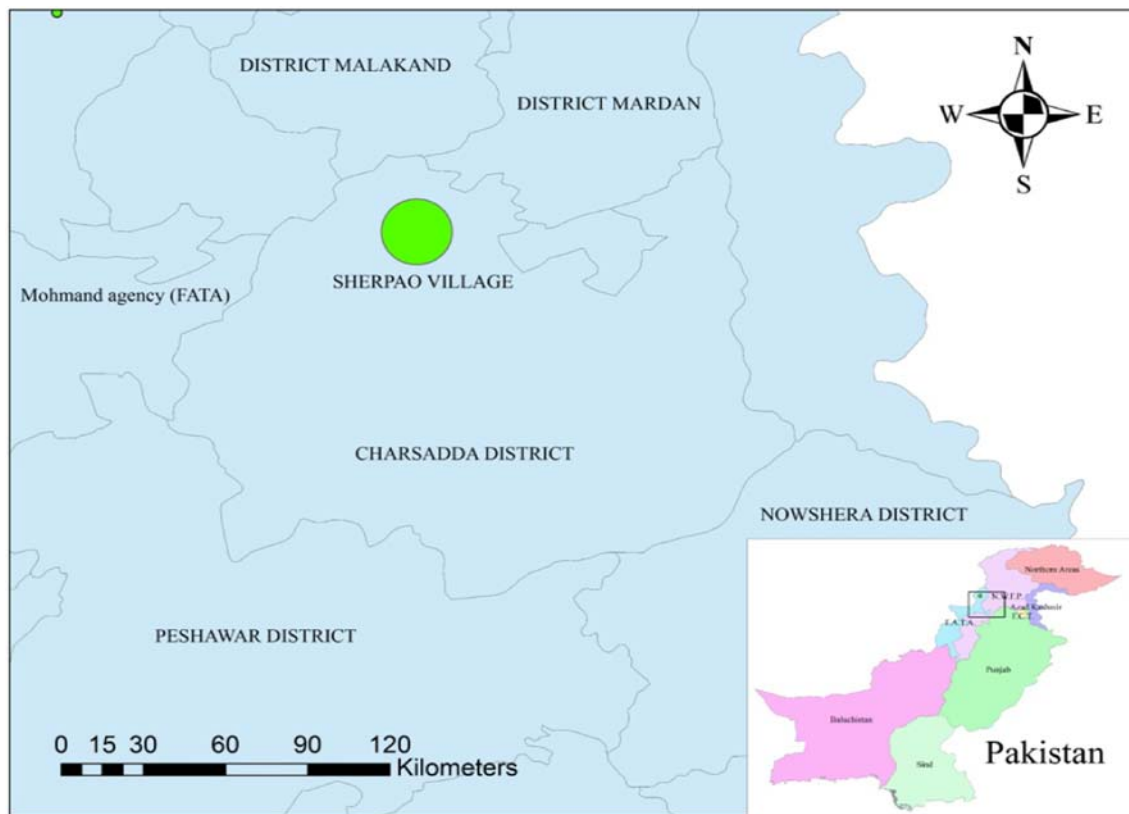 N
W E
S
DISTRICT MALAKAND
DISTRICT MARDAN
SHERPAO VILLAGE
Mohmand agency (FATA)
CHARSADDA DISTRICT
NOWSHERA DISTRICT
PESHAWAR DISTRICT
0 15 30 60 90 120
Kilometers
Northern Areas
N.W.F.P.
Azad Kashmir
F.C.T.
F.A.T.A.
Punjab
Baluchistan
Sind
Pakistan